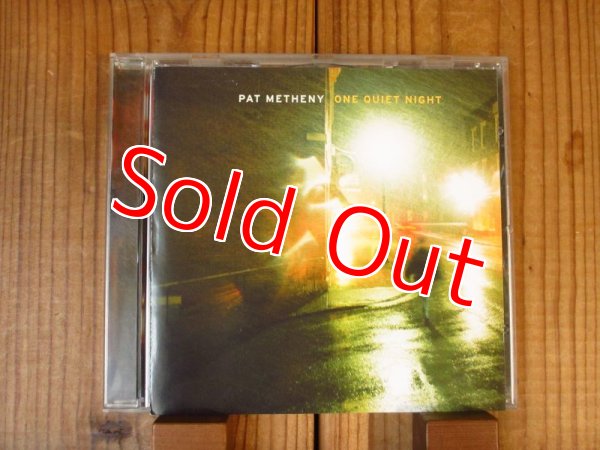 PAT METHENY ONE QUIET NIGHT
Sold Out